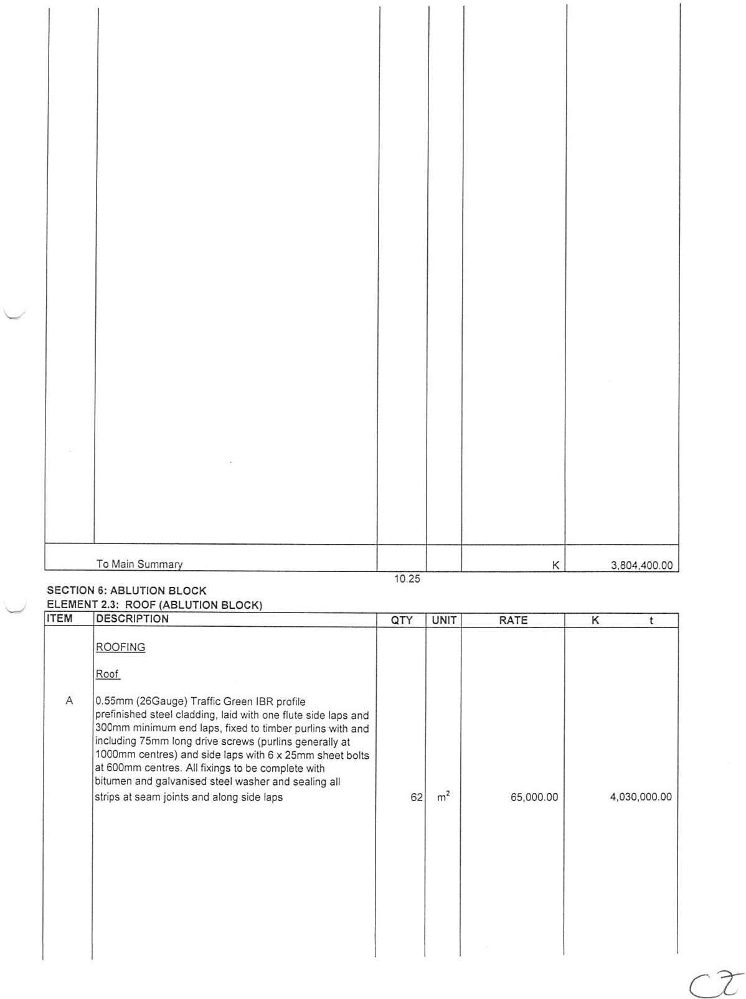 To Main Summary K 3,804,400.00
10.25
SECTION 6: ABLUTION BLOCK
ELEMENT 2.3: ROOF (ABLUTION BLOCK)
ITEM DESCRIPTION QTY UNIT RATE K t
ROOFING
Roof
A 0.55mm (26Gauge) Traffic Green IBR profile
prefinished steel cladding, laid with one flute side laps and
300mm minimum end laps, fixed to timber purlins with and
including 75mm long drive screws (purlins generally at
1000mm centres) and side laps with 6 x 25mm sheet bolts
at 600mm centres. All fixings to be complete with
bitumen and galvanised steel washer and sealing all
strips at seam joints and along side laps 62 m² 65,000.00 4,030,000.00